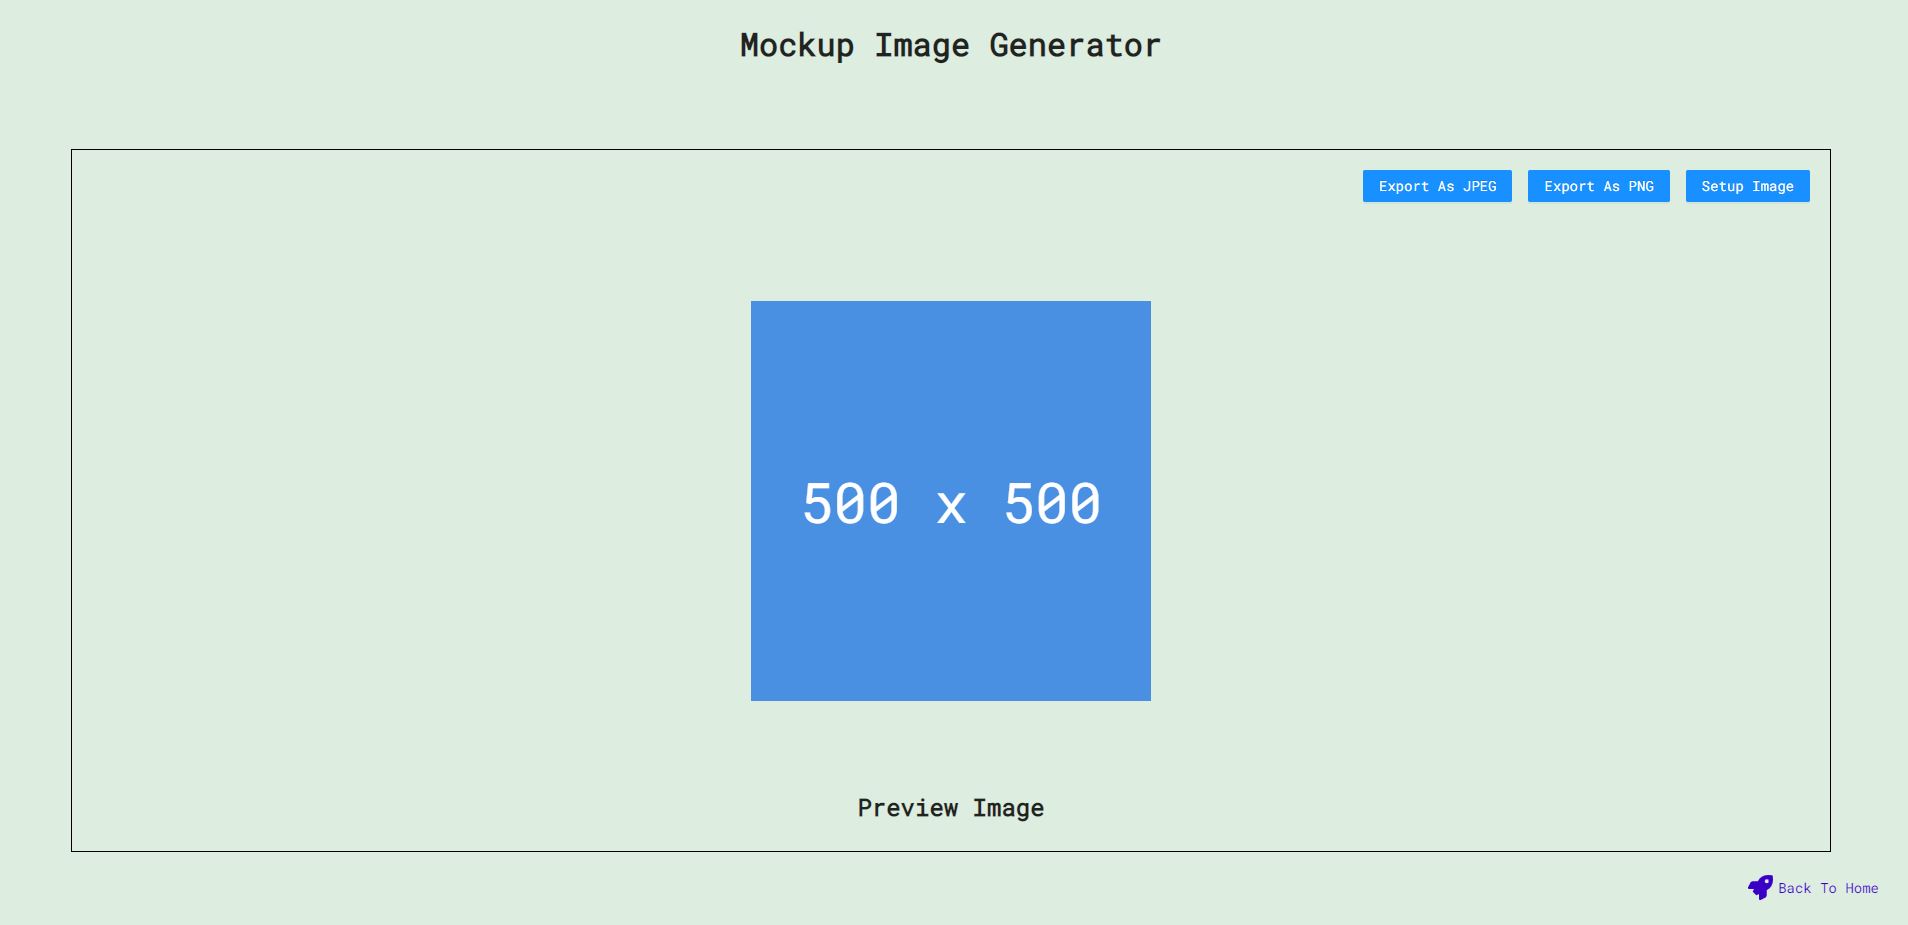 Mockup Image Generator
Export As JPEG Export As PNG Setup Image
500 x 500
Preview Image
Back To Home